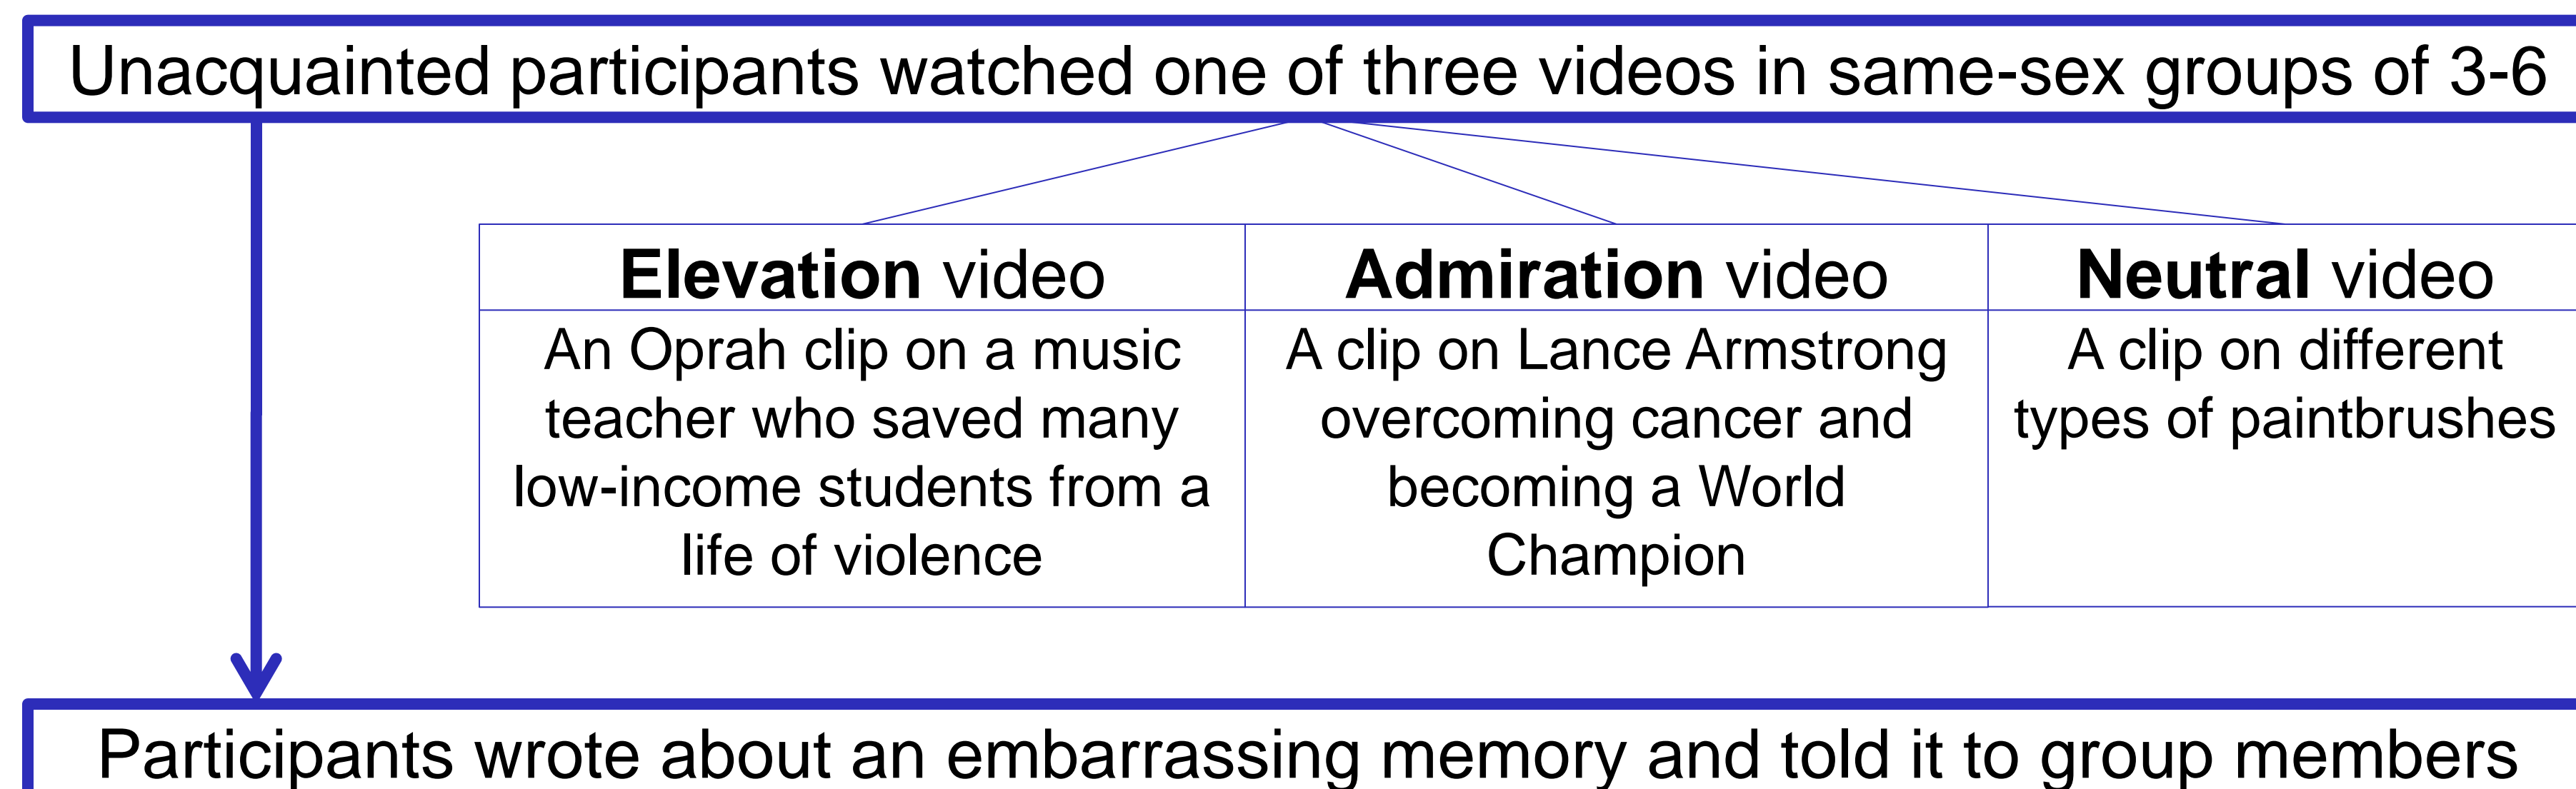 Unacquainted participants watched one of three videos in same-sex groups of 3-6
Elevation video
An Oprah clip on a music
teacher who saved many
low-income students from a
life of violence
Admiration video
A clip on Lance Armstrong
overcoming cancer and
becoming a World
Champion
Neutral video
A clip on different
types of paintbrushes
Participants wrote about an embarrassing memory and told it to group members